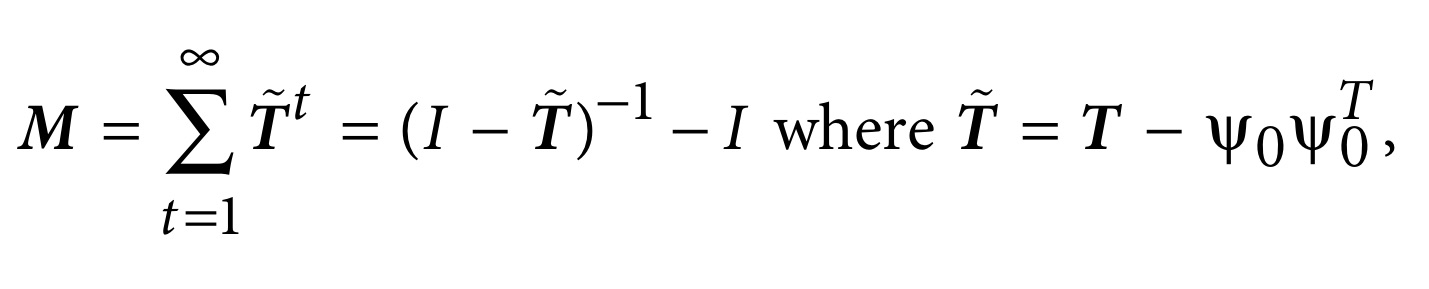 M = ∑_{t=1}^{∞} T̃^t = (I − T̃)^{−1} − I where T̃ = T − ψ_0ψ_0^T,